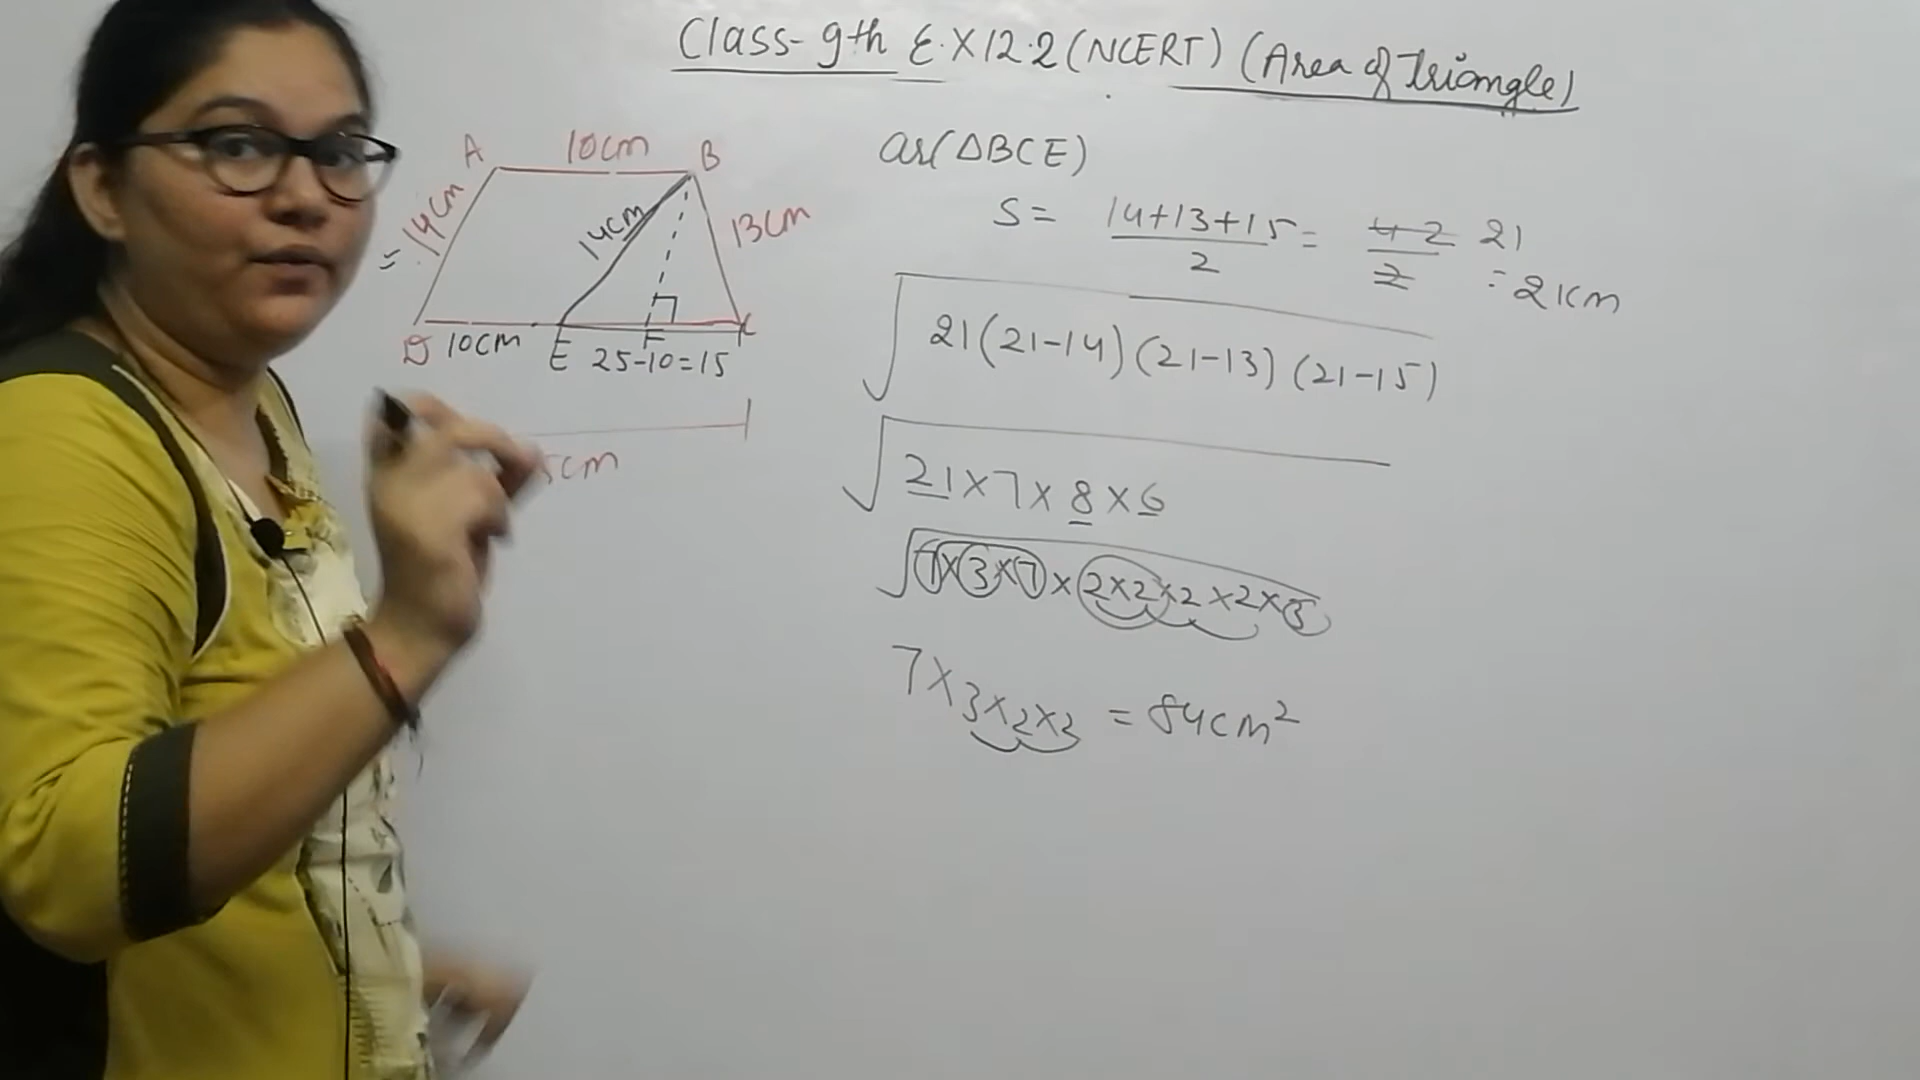 Class-9th E.X12.2(NCERT) (Area of Triangle)
A 10cm B
14cm
14cm
13cm
=
D 10cm E F C
25-10=15
5cm
ar(△BCE)
S= 14+13+15/2 = 42/2 21
=21cm
√21(21-14)(21-13)(21-15)
√21×7×8×6
√7×3×7×2×2×2×2×3
7×3×2×2 = 84cm²